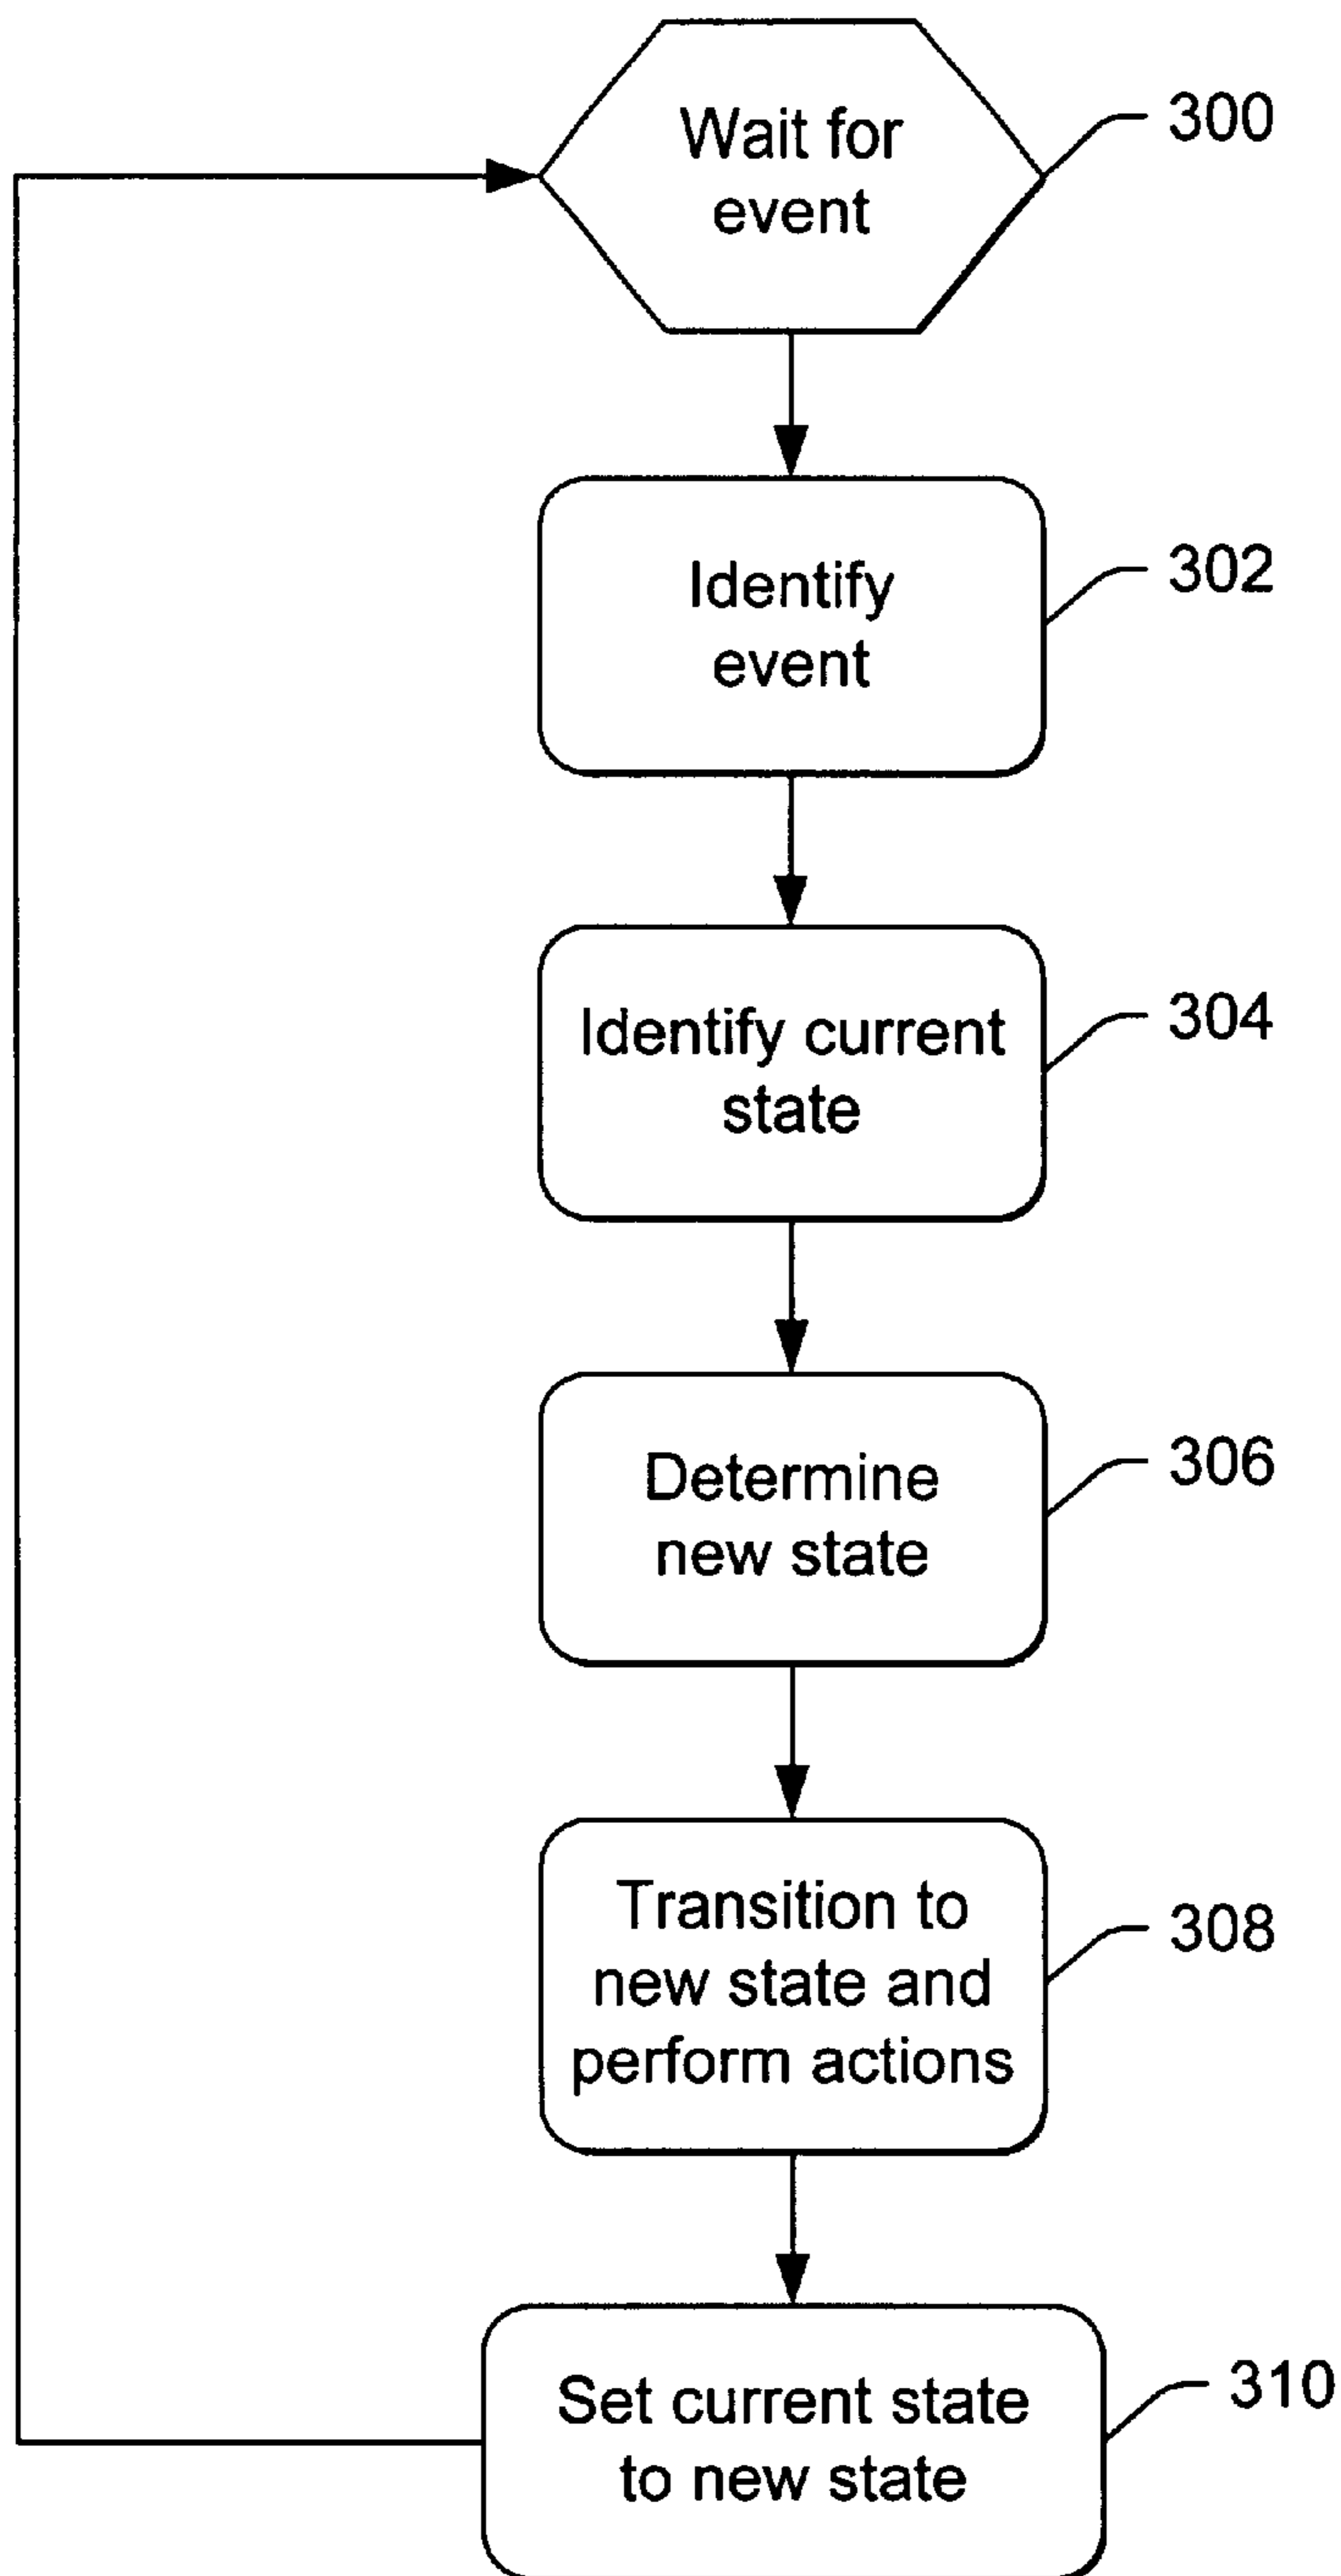 Wait for
event
300
Identify
event
302
Identify current
state
304
Determine
new state
306
Transition to
new state and
perform actions
308
Set current state
to new state
310